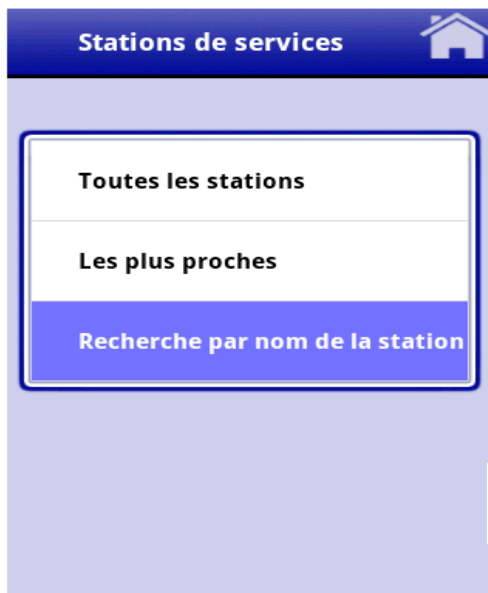 Stations de services
Toutes les stations
Les plus proches
Recherche par nom de la station